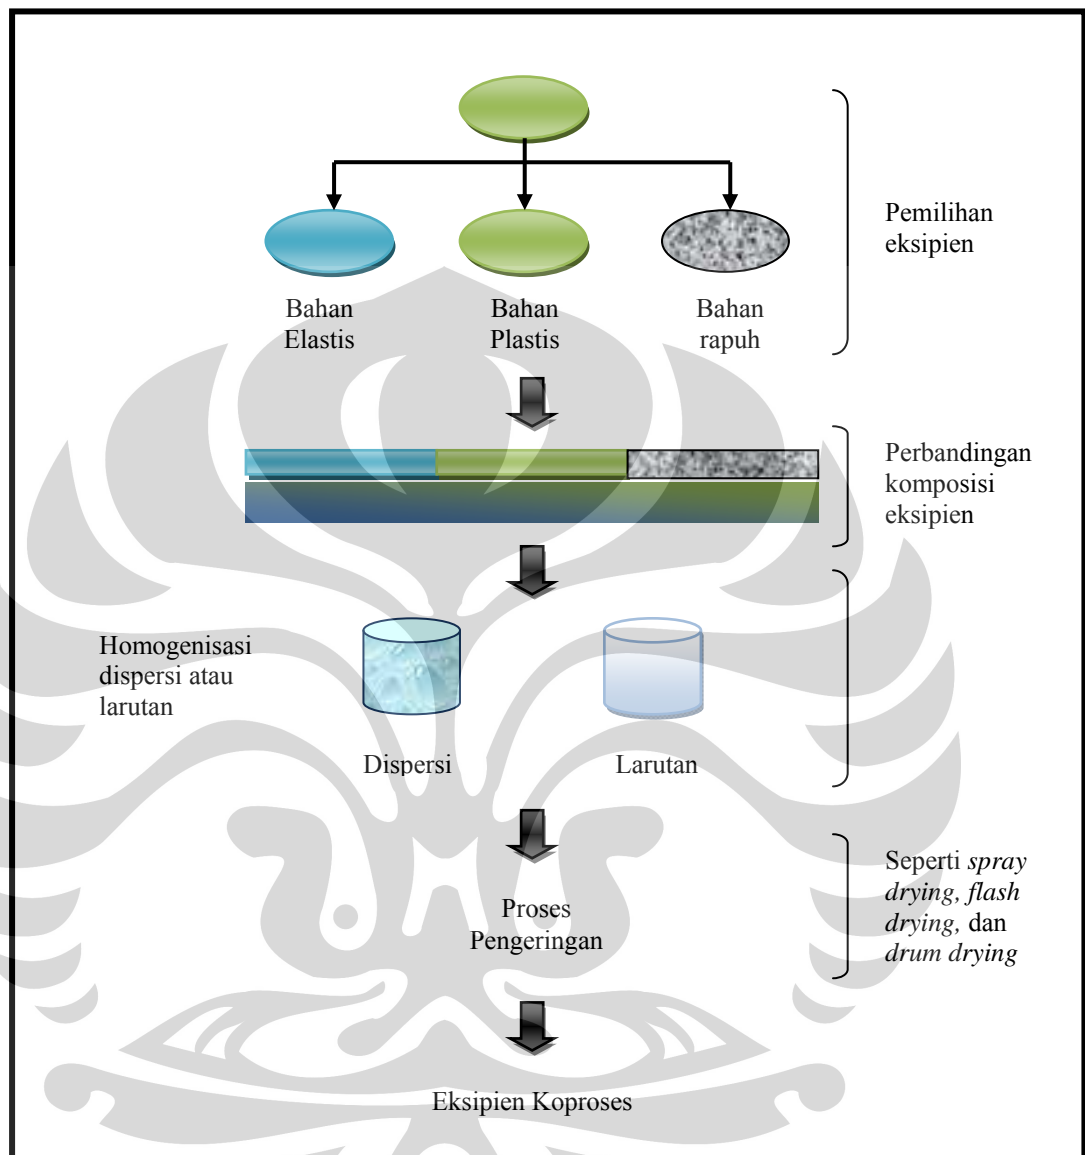 Pemilihan
eksipien
Bahan
Elastis
Bahan
Plastis
Bahan
rapuh
Perbandingan
komposisi
eksipien
Homogenisasi
dispersi atau
larutan
Dispersi
Larutan
Proses
Pengeringan
Seperti spray
drying, flash
drying, dan
drum drying
Eksipien Koproses